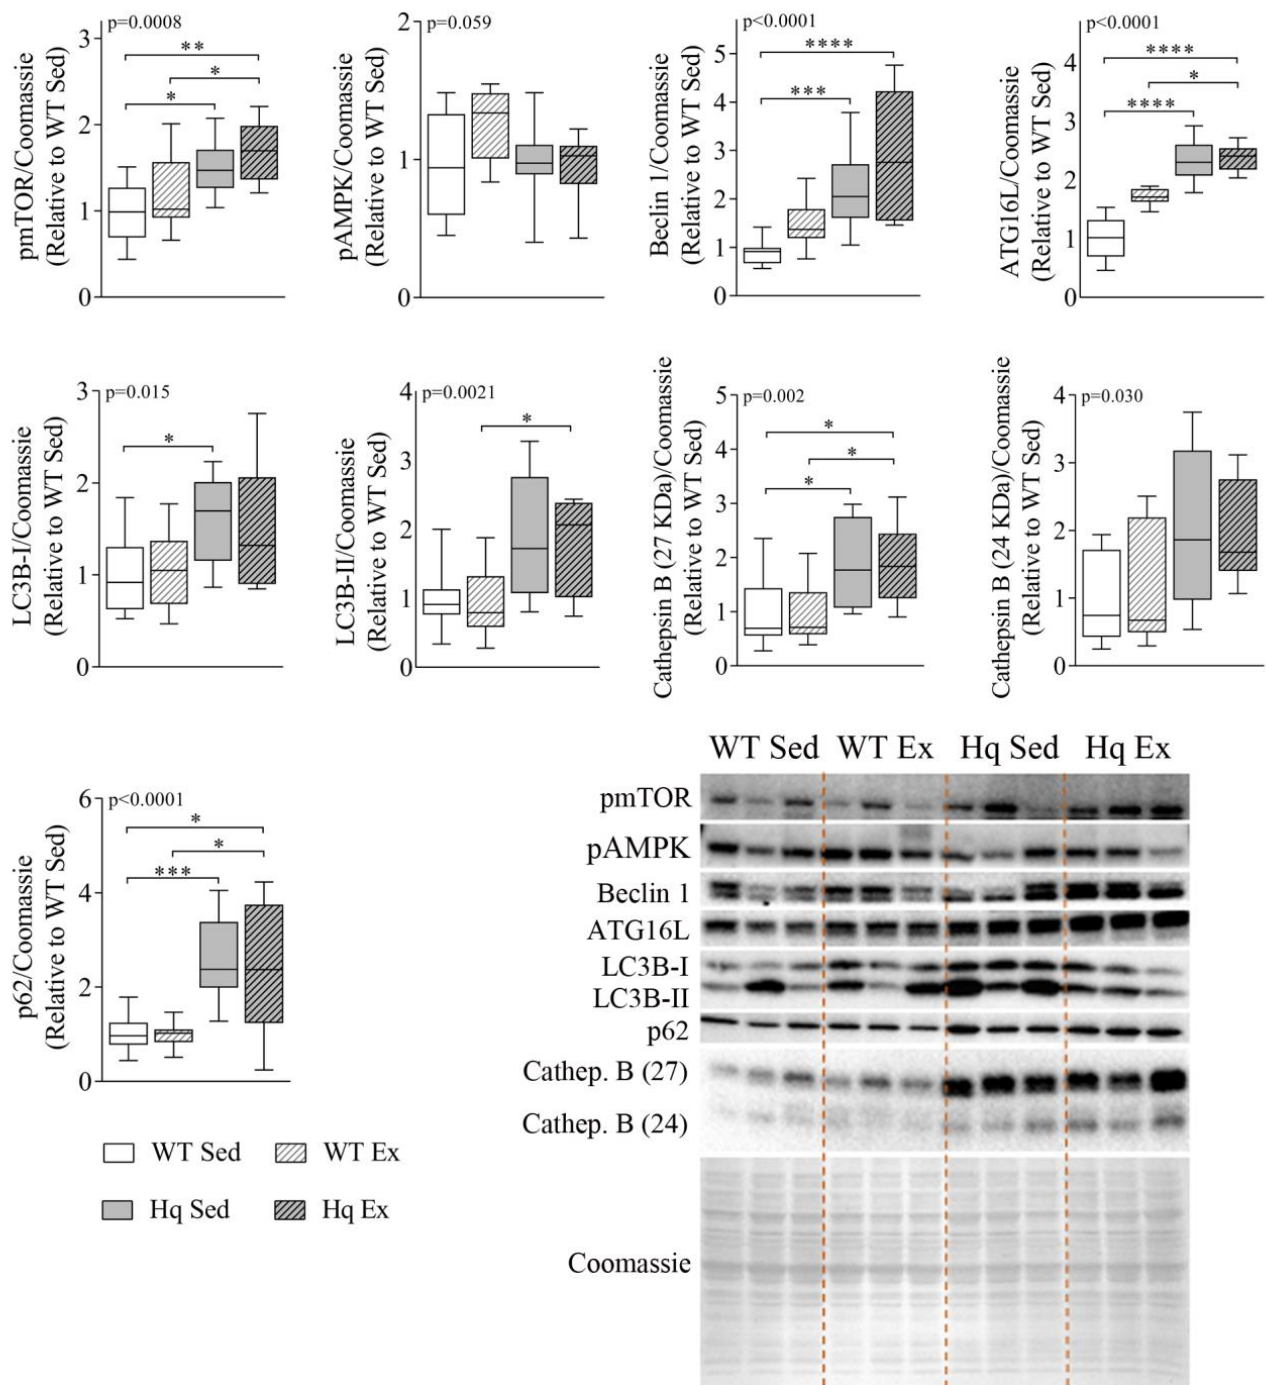 p=0.0008
**
*
*
3
2
1
0
pmTOR/Coomassie
(Relative to WT Sed)
p=0.059
2
1
0
pAMPK/Coomassie
(Relative to WT Sed)
p<0.0001
****
***
5
4
3
2
1
0
Beclin 1/Coomassie
(Relative to WT Sed)
p<0.0001
****
*
****
4
3
2
1
0
ATG16L/Coomassie
(Relative to WT Sed)
p=0.015
*
3
2
1
0
LC3B-I/Coomassie
(Relative to WT Sed)
p=0.0021
*
4
3
2
1
0
LC3B-II/Coomassie
(Relative to WT Sed)
p=0.002
*
*
*
5
4
3
2
1
0
Cathepsin B (27 KDa)/Coomassie
(Relative to WT Sed)
p=0.030
4
3
2
1
0
Cathepsin B (24 KDa)/Coomassie
(Relative to WT Sed)
p<0.0001
*
*
***
6
4
2
0
p62/Coomassie
(Relative to WT Sed)
WT Sed WT Ex
Hq Sed Hq Ex
WT Sed WT Ex Hq Sed Hq Ex
pmTOR
pAMPK
Beclin 1
ATG16L
LC3B-I
LC3B-II
p62
Cathep. B (27)
Cathep. B (24)
Coomassie